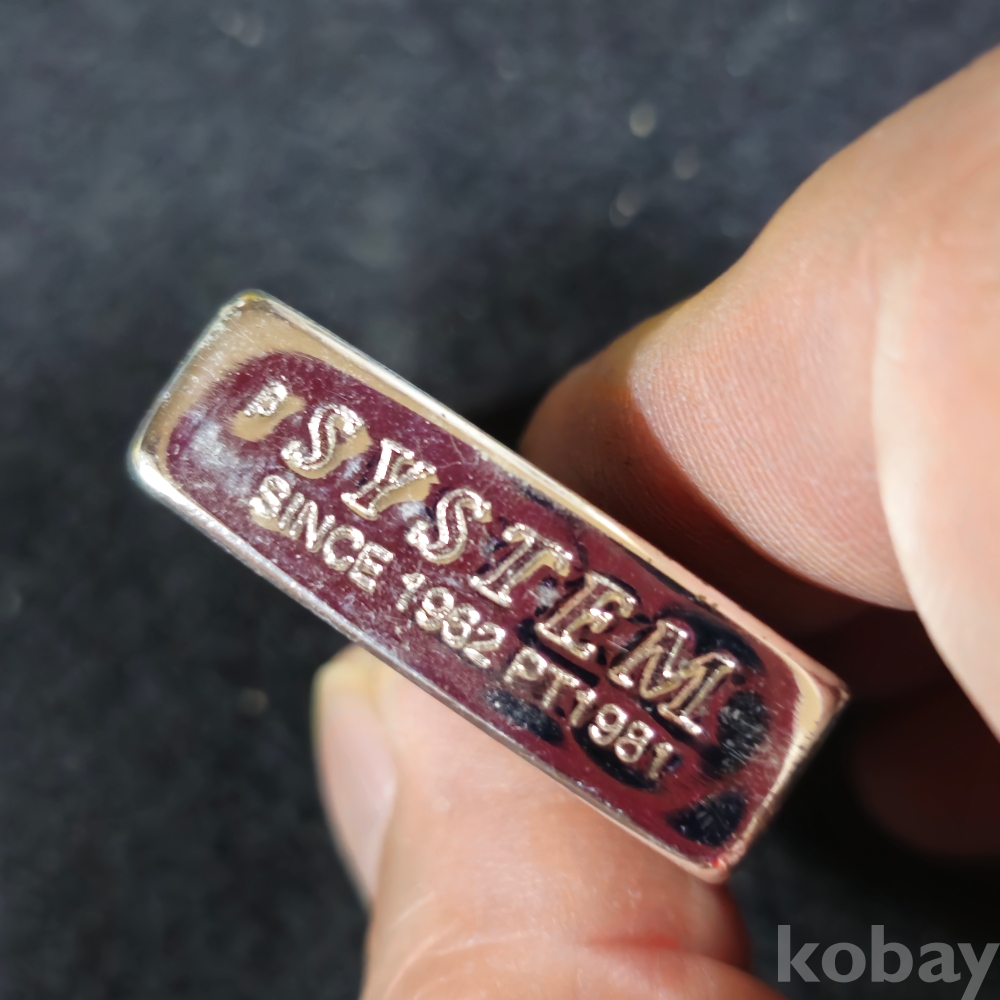 P SYSTEM
SINCE 1932 PT1981
kobay